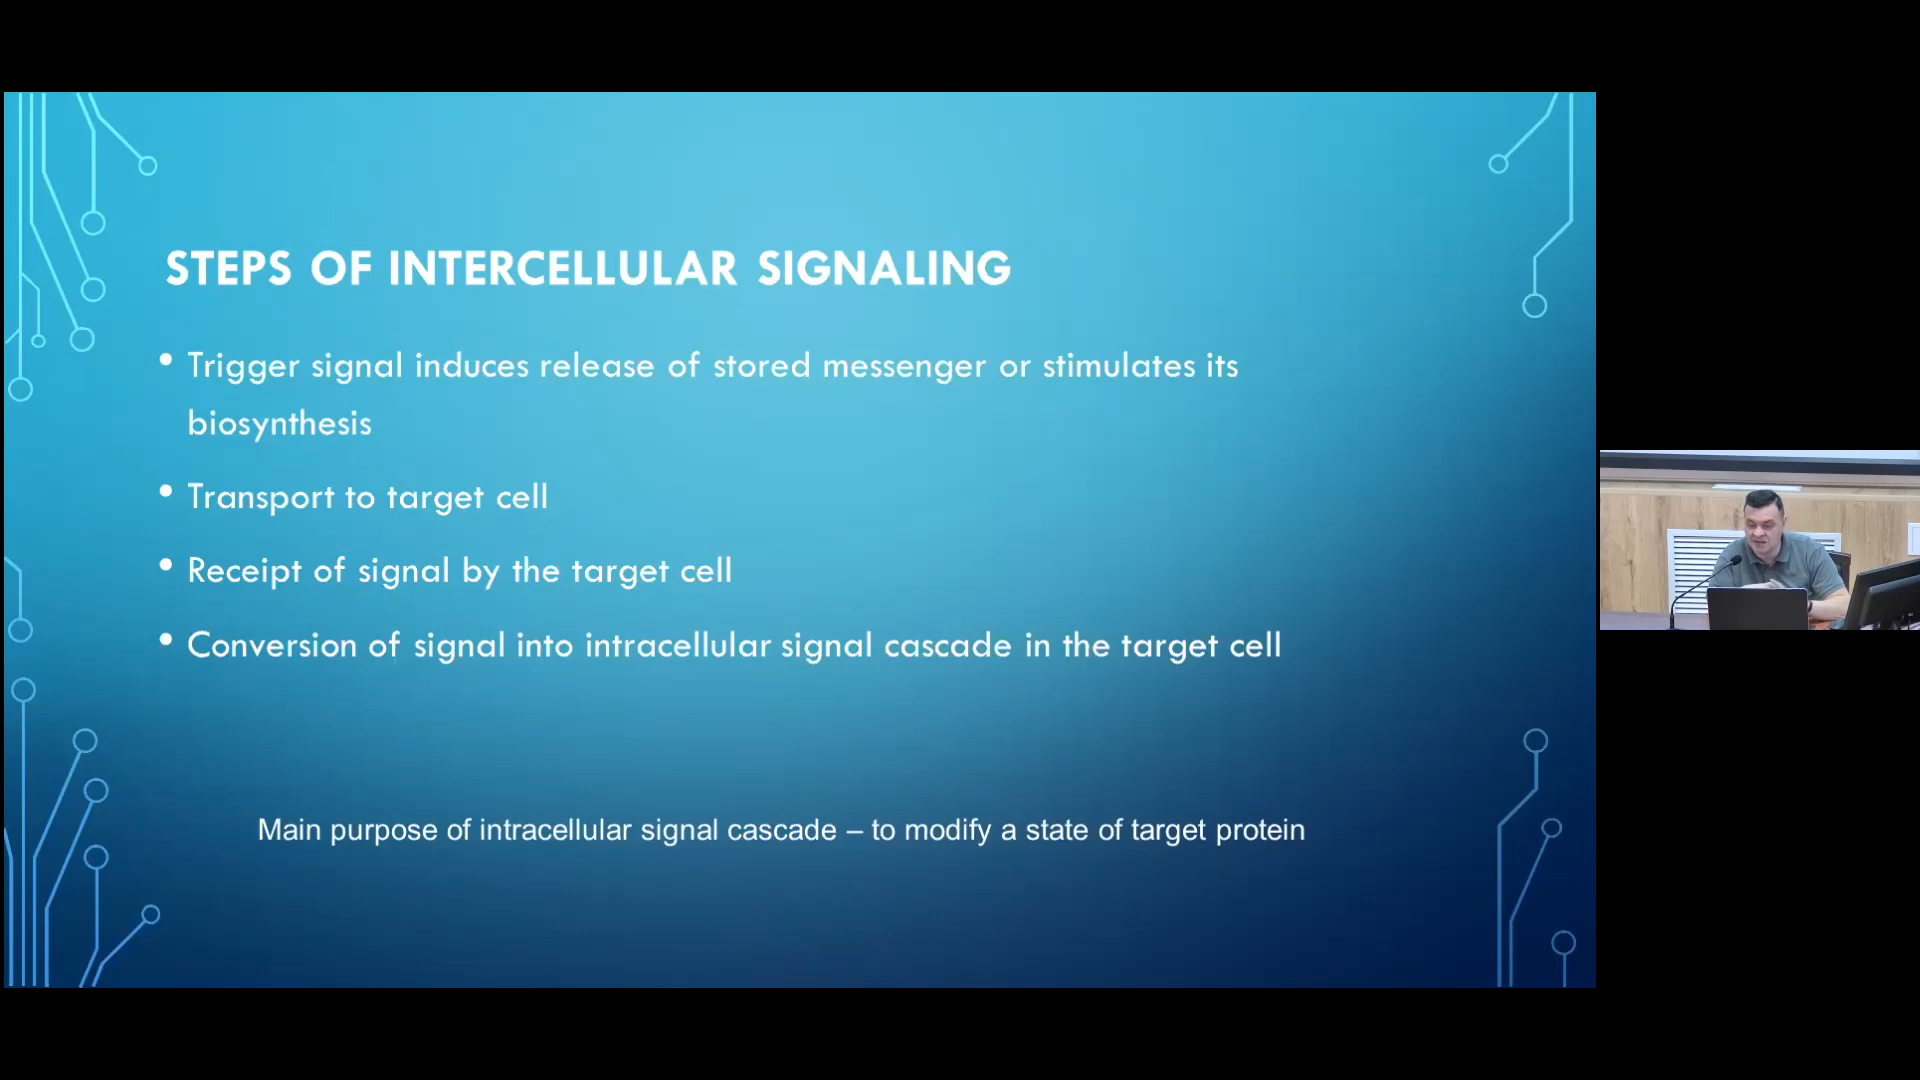 STEPS OF INTERCELLULAR SIGNALING
• Trigger signal induces release of stored messenger or stimulates its
biosynthesis
• Transport to target cell
• Receipt of signal by the target cell
• Conversion of signal into intracellular signal cascade in the target cell
Main purpose of intracellular signal cascade – to modify a state of target protein